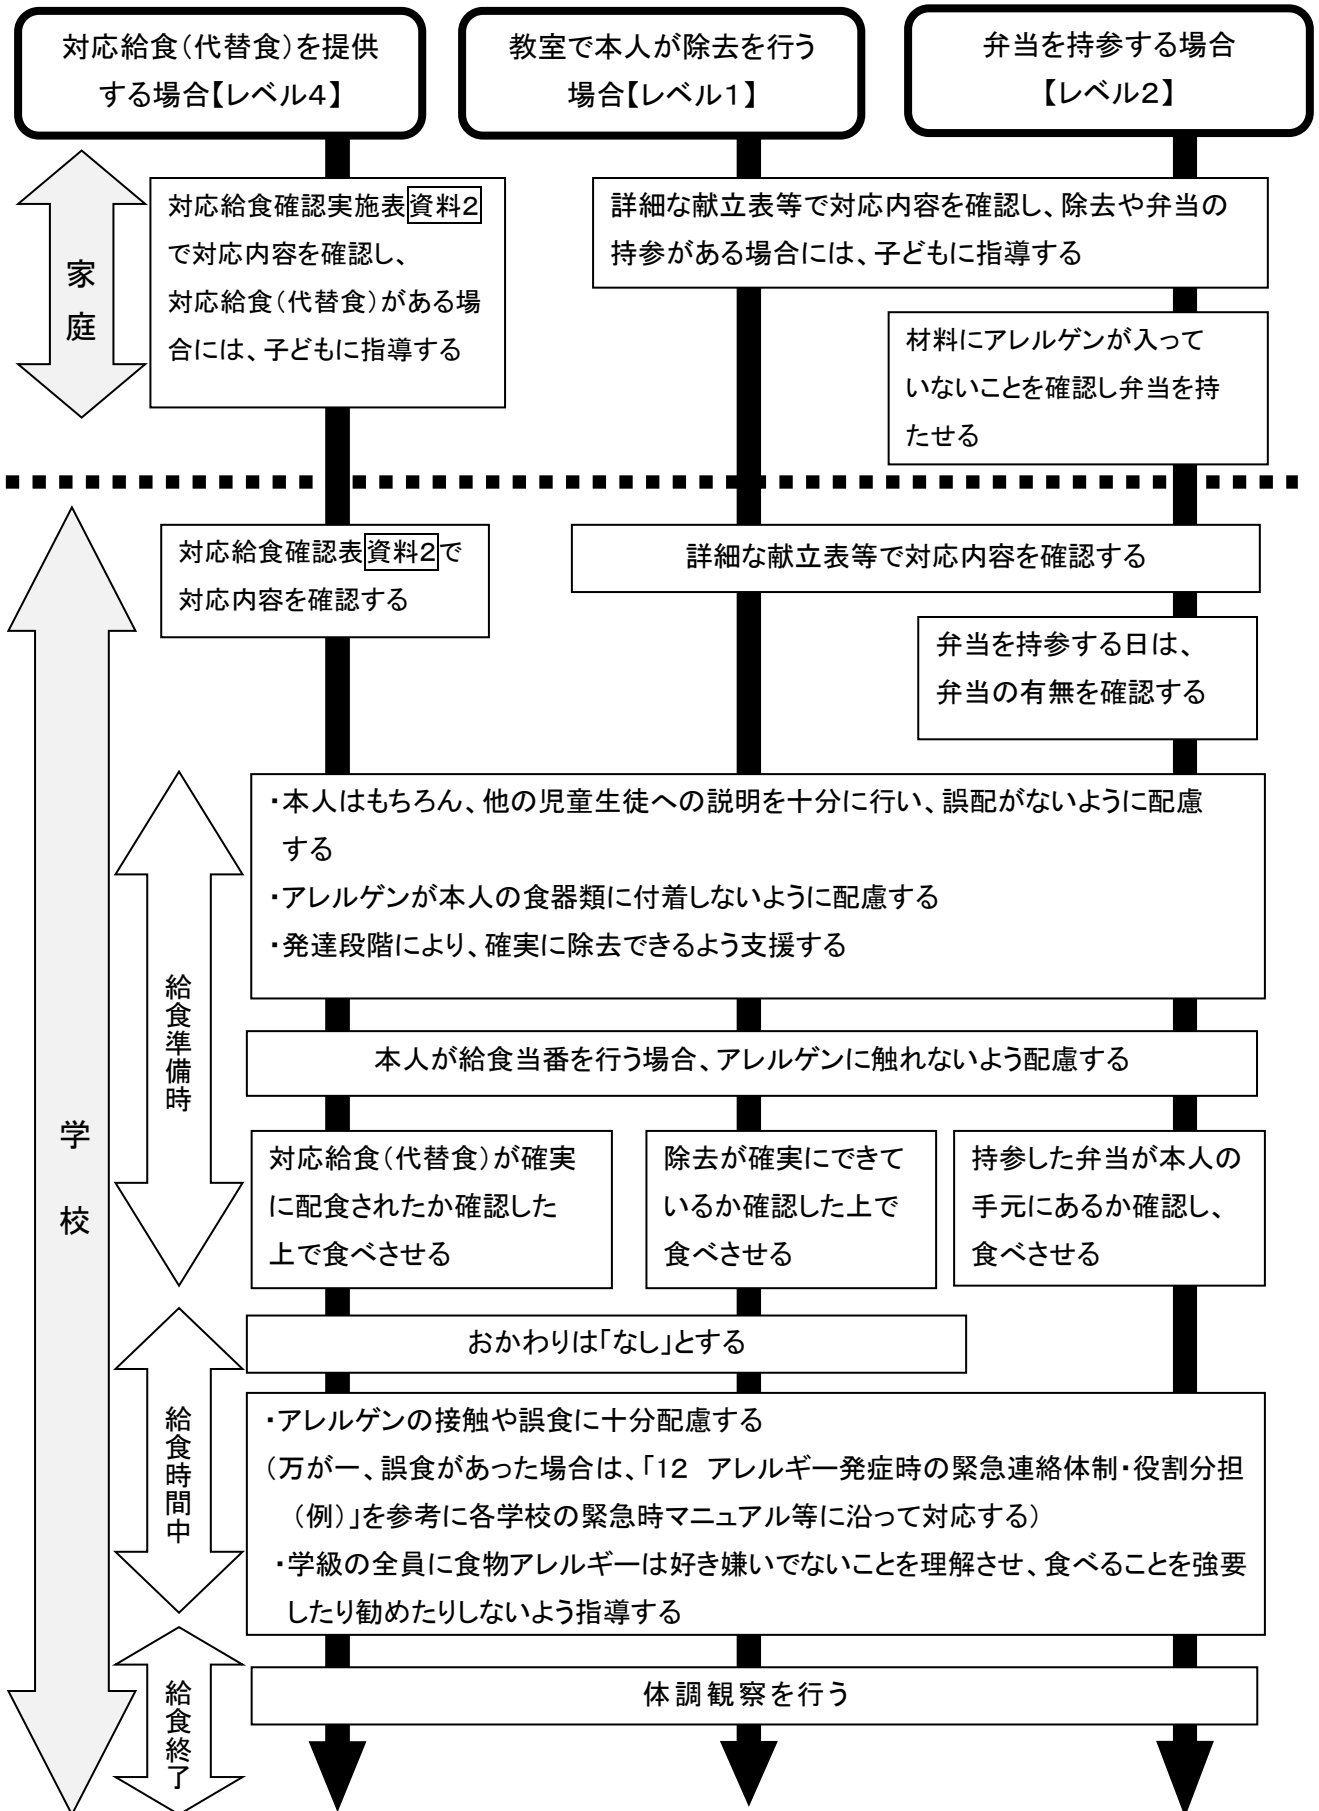 対応給食(代替食)を提供
する場合【レベル4】
教室で本人が除去を行う
場合【レベル1】
弁当を持参する場合
【レベル2】
家庭
対応給食確認実施表資料2
で対応内容を確認し、
対応給食(代替食)がある場
合には、子どもに指導する
詳細な献立表等で対応内容を確認し、除去や弁当の
持参がある場合には、子どもに指導する
材料にアレルゲンが入って
いないことを確認し弁当を持
たせる
学校
対応給食確認表資料2で
対応内容を確認する
詳細な献立表等で対応内容を確認する
弁当を持参する日は、
弁当の有無を確認する
給食準備時
・本人はもちろん、他の児童生徒への説明を十分に行い、誤配がないように配慮
する
・アレルゲンが本人の食器類に付着しないように配慮する
・発達段階により、確実に除去できるよう支援する
本人が給食当番を行う場合、アレルゲンに触れないよう配慮する
対応給食(代替食)が確実
に配食されたか確認した
上で食べさせる
除去が確実にできて
いるか確認した上で
食べさせる
持参した弁当が本人の
手元にあるか確認し、
食べさせる
給食時間中
おかわりは「なし」とする
・アレルゲンの接触や誤食に十分配慮する
(万が一、誤食があった場合は、「12 アレルギー発症時の緊急連絡体制・役割分担
(例)」を参考に各学校の緊急時マニュアル等に沿って対応する)
・学級の全員に食物アレルギーは好き嫌いでないことを理解させ、食べることを強要
したり勧めたりしないよう指導する
給食終了
体調観察を行う